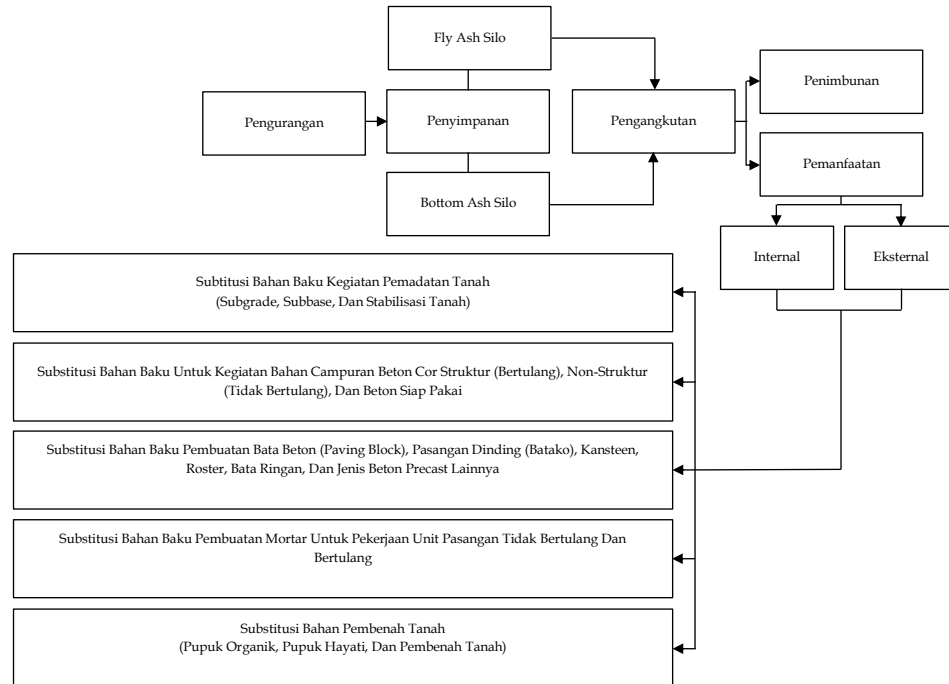 Fly Ash Silo
Pengurangan
Penyimpanan
Bottom Ash Silo
Pengangkutan
Penimbunan
Pemanfaatan
Internal
Eksternal
Subtitusi Bahan Baku Kegiatan Pemadatan Tanah
(Subgrade, Subbase, Dan Stabilisasi Tanah)
Substitusi Bahan Baku Untuk Kegiatan Bahan Campuran Beton Cor Struktur (Bertulang), Non-Struktur
(Tidak Bertulang), Dan Beton Siap Pakai
Substitusi Bahan Baku Pembuatan Bata Beton (Paving Block), Pasangan Dinding (Batako), Kansteen,
Roster, Bata Ringan, Dan Jenis Beton Precast Lainnya
Substitusi Bahan Baku Pembuatan Mortar Untuk Pekerjaan Unit Pasangan Tidak Bertulang Dan
Bertulang
Substitusi Bahan Pembenah Tanah
(Pupuk Organik, Pupuk Hayati, Dan Pembenah Tanah)